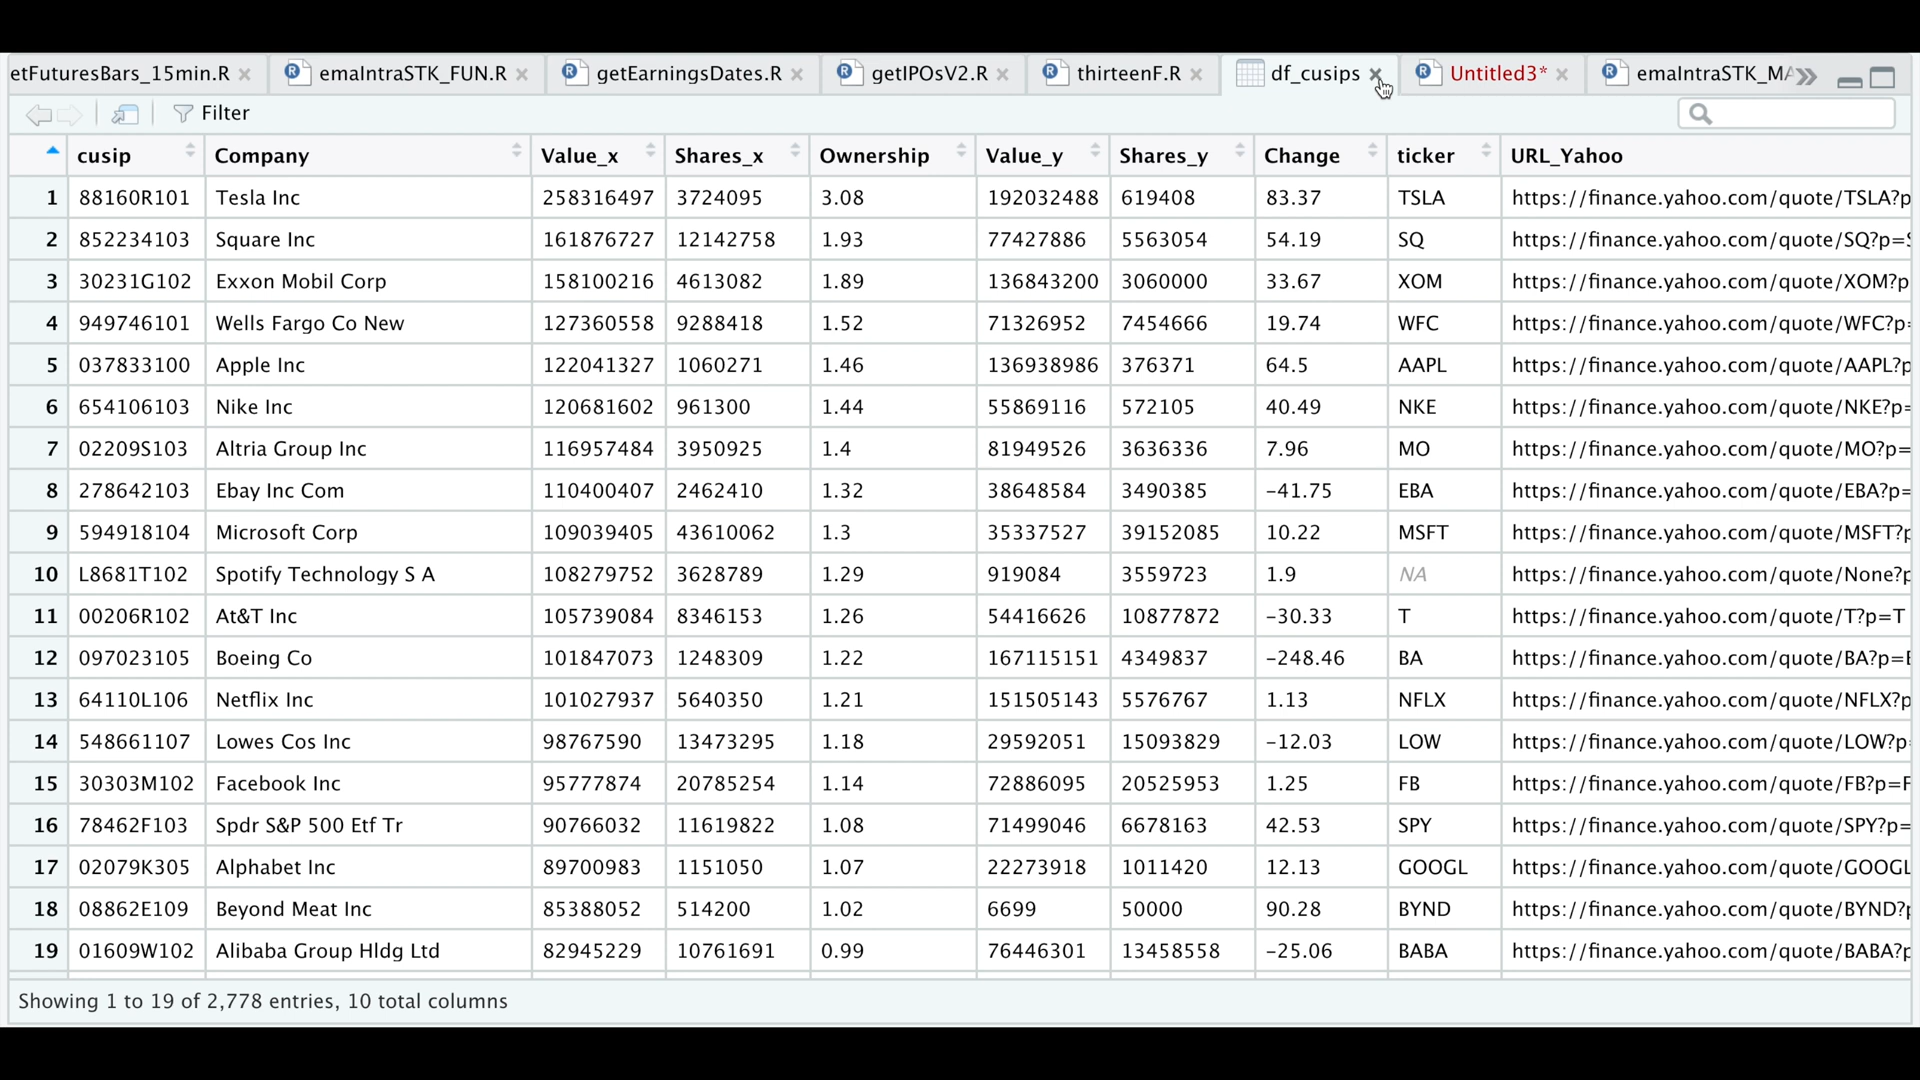 etFuturesBars_15min.R emaIntraSTK_FUN.R getEarningsDates.R getIPOsV2.R thirteenF.R df_cusips Untitled3* emaIntraSTK_MA
Filter
cusip Company Value_x Shares_x Ownership Value_y Shares_y Change ticker URL_Yahoo
1 88160R101 Tesla Inc 258316497 3724095 3.08 192032488 619408 83.37 TSLA https://finance.yahoo.com/quote/TSLA?p
2 852234103 Square Inc 161876727 12142758 1.93 77427886 5563054 54.19 SQ https://finance.yahoo.com/quote/SQ?p=S
3 30231G102 Exxon Mobil Corp 158100216 4613082 1.89 136843200 3060000 33.67 XOM https://finance.yahoo.com/quote/XOM?p
4 949746101 Wells Fargo Co New 127360558 9288418 1.52 71326952 7454666 19.74 WFC https://finance.yahoo.com/quote/WFC?p=
5 037833100 Apple Inc 122041327 1060271 1.46 136938986 376371 64.5 AAPL https://finance.yahoo.com/quote/AAPL?p
6 654106103 Nike Inc 120681602 961300 1.44 55869116 572105 40.49 NKE https://finance.yahoo.com/quote/NKE?p=
7 02209S103 Altria Group Inc 116957484 3950925 1.4 81949526 3636336 7.96 MO https://finance.yahoo.com/quote/MO?p=
8 278642103 Ebay Inc Com 110400407 2462410 1.32 38648584 3490385 -41.75 EBA https://finance.yahoo.com/quote/EBA?p=
9 594918104 Microsoft Corp 109039405 43610062 1.3 35337527 39152085 10.22 MSFT https://finance.yahoo.com/quote/MSFT?p
10 L8681T102 Spotify Technology S A 108279752 3628789 1.29 919084 3559723 1.9 NA https://finance.yahoo.com/quote/None?p
11 00206R102 At&T Inc 105739084 8346153 1.26 54416626 10877872 -30.33 T https://finance.yahoo.com/quote/T?p=T
12 097023105 Boeing Co 101847073 1248309 1.22 167115151 4349837 -248.46 BA https://finance.yahoo.com/quote/BA?p=B
13 64110L106 Netflix Inc 101027937 5640350 1.21 151505143 5576767 1.13 NFLX https://finance.yahoo.com/quote/NFLX?p
14 548661107 Lowes Cos Inc 98767590 13473295 1.18 29592051 15093829 -12.03 LOW https://finance.yahoo.com/quote/LOW?p=
15 30303M102 Facebook Inc 95777874 20785254 1.14 72886095 20525953 1.25 FB https://finance.yahoo.com/quote/FB?p=F
16 78462F103 Spdr S&P 500 Etf Tr 90766032 11619822 1.08 71499046 6678163 42.53 SPY https://finance.yahoo.com/quote/SPY?p=
17 02079K305 Alphabet Inc 89700983 1151050 1.07 22273918 1011420 12.13 GOOGL https://finance.yahoo.com/quote/GOOGL
18 08862E109 Beyond Meat Inc 85388052 514200 1.02 6699 50000 90.28 BYND https://finance.yahoo.com/quote/BYND?p
19 01609W102 Alibaba Group Hldg Ltd 82945229 10761691 0.99 76446301 13458558 -25.06 BABA https://finance.yahoo.com/quote/BABA?p
Showing 1 to 19 of 2,778 entries, 10 total columns